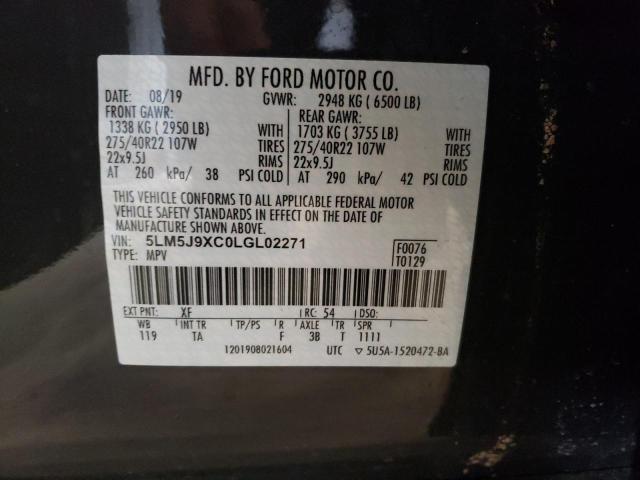 MFD. BY FORD MOTOR CO.
DATE: 08/19 GVWR: 2948 KG ( 6500 LB)
FRONT GAWR: REAR GAWR:
1338 KG ( 2950 LB) WITH 1703 KG ( 3755 LB) WITH
275/40R22 107W TIRES 275/40R22 107W TIRES
22x9.5J RIMS 22x9.5J RIMS
AT 260 kPa/ 38 PSI COLD AT 290 kPa/ 42 PSI COLD
THIS VEHICLE CONFORMS TO ALL APPLICABLE FEDERAL MOTOR
VEHICLE SAFETY STANDARDS IN EFFECT ON THE DATE OF
MANUFACTURE SHOWN ABOVE.
VIN: 5LM5J9XC0LGL02271 F0076
TYPE: MPV T0129
EXT PNT: XF RC: 54 DSO:
WB INT TR TP/PS R AXLE TR SPR
119 TA F 3B T 1111
1201908021604 UTC ▽ 5U5A-1520472-BA